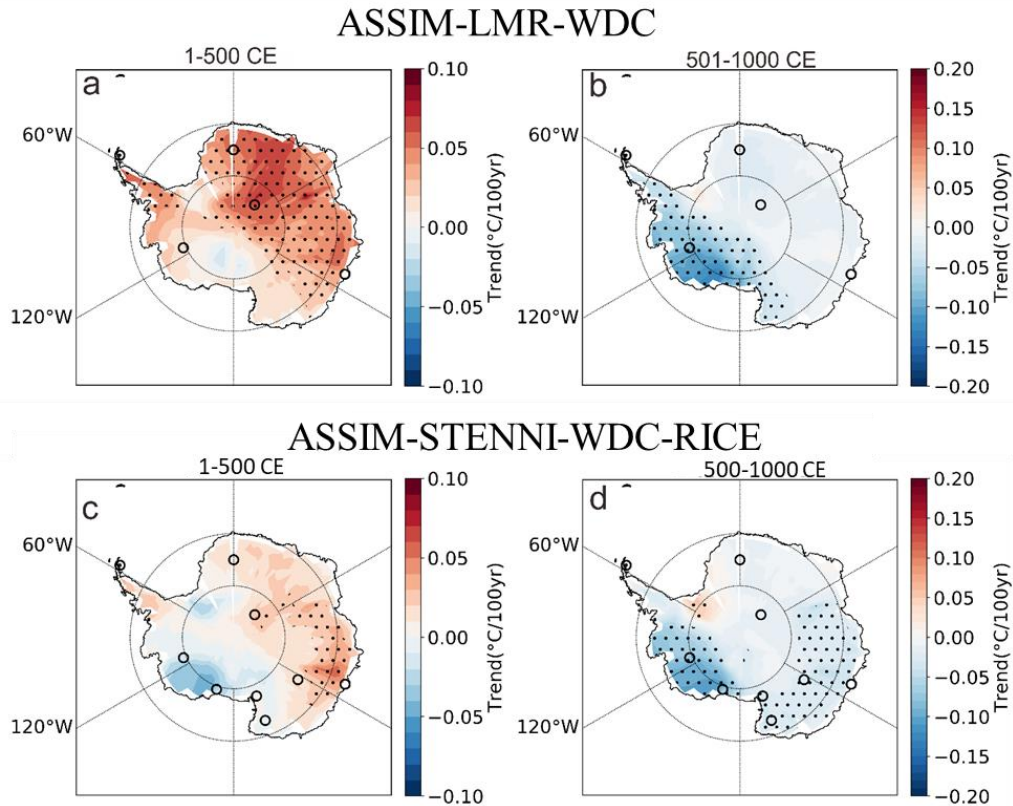 ASSIM-LMR-WDC
1-500 CE
501-1000 CE
a
b
60°W
120°W
0.10
0.05
0.00
−0.05
−0.10
Trend(°C/100yr)
60°W
120°W
0.20
0.15
0.10
0.05
0.00
−0.05
−0.10
−0.15
−0.20
Trend(°C/100yr)
ASSIM-STENNI-WDC-RICE
1-500 CE
500-1000 CE
c
d
60°W
120°W
0.10
0.05
0.00
−0.05
−0.10
Trend(°C/100yr)
60°W
120°W
0.20
0.15
0.10
0.05
0.00
−0.05
−0.10
−0.15
−0.20
Trend(°C/100yr)